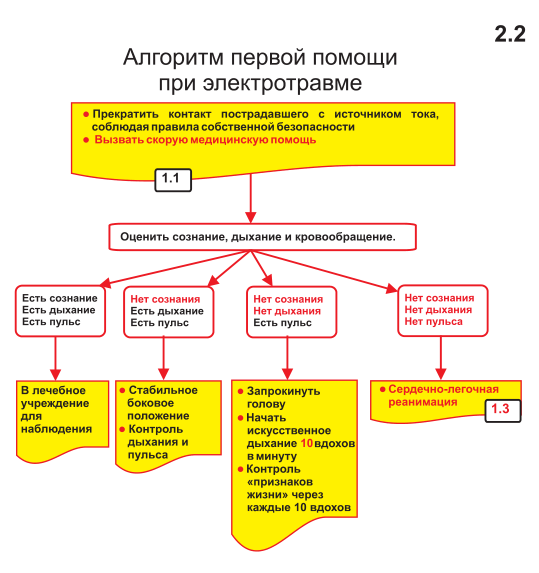 2.2
Алгоритм первой помощи
при электротравме
• Прекратить контакт пострадавшего с источником тока,
соблюдая правила собственной безопасности
• Вызвать скорую медицинскую помощь
1.1
Оценить сознание, дыхание и кровообращение.
Есть сознание
Есть дыхание
Есть пульс
Нет сознания
Есть дыхание
Есть пульс
Нет сознания
Нет дыхания
Есть пульс
Нет сознания
Нет дыхания
Нет пульса
В лечебное
учреждение
для
наблюдения
• Стабильное
боковое
положение
• Контроль
дыхания и
пульса
• Запрокинуть
голову
• Начать
искусственное
дыхание 10 вдохов
в минуту
• Контроль
«признаков
жизни» через
каждые 10 вдохов
• Сердечно-легочная
реанимация
1.3